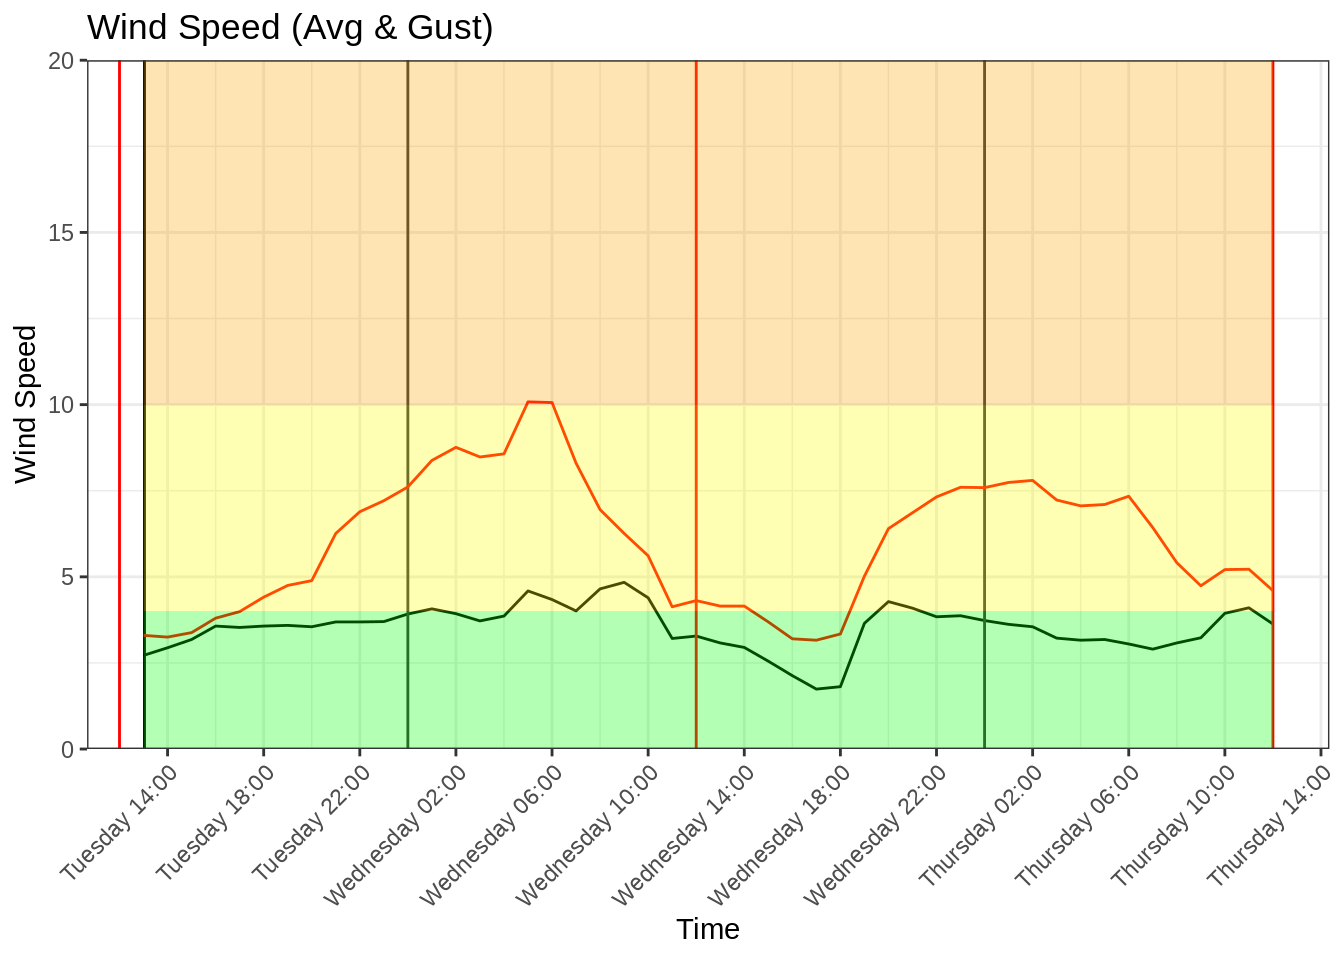 Wind Speed (Avg & Gust)
20
15
10
5
0
Wind Speed
Tuesday 14:00
Tuesday 18:00
Tuesday 22:00
Wednesday 02:00
Wednesday 06:00
Wednesday 10:00
Wednesday 14:00
Wednesday 18:00
Wednesday 22:00
Thursday 02:00
Thursday 06:00
Thursday 10:00
Thursday 14:00
Time